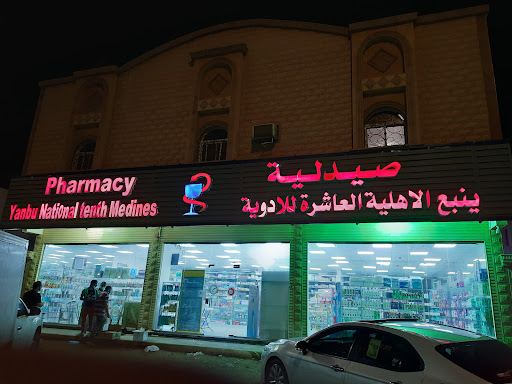 Pharmacy
Yanbu National tenth Medines
صيدلية
ينبع الاهلية العاشرة للادوية